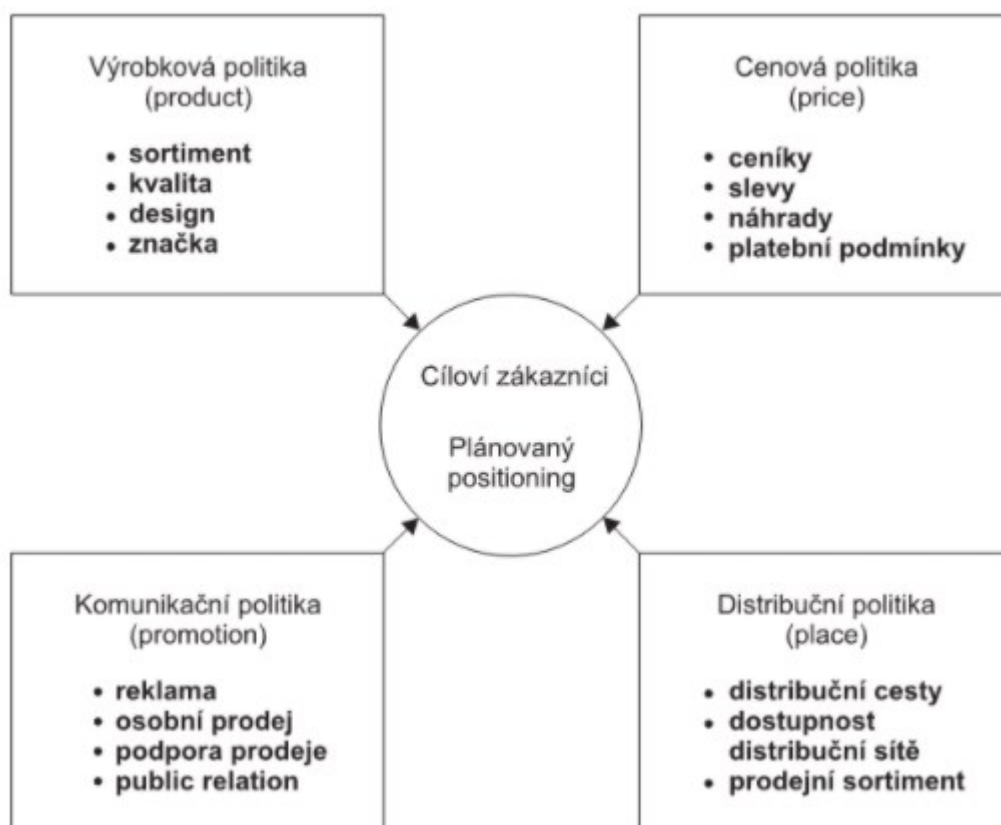 Výrobková politika
(product)
• sortiment
• kvalita
• design
• značka
Cenová politika
(price)
• ceníky
• slevy
• náhrady
• platební podmínky
Cíloví zákazníci
Plánovaný
positioning
Komunikační politika
(promotion)
• reklama
• osobní prodej
• podpora prodeje
• public relation
Distribuční politika
(place)
• distribuční cesty
• dostupnost
distribuční sítě
• prodejní sortiment